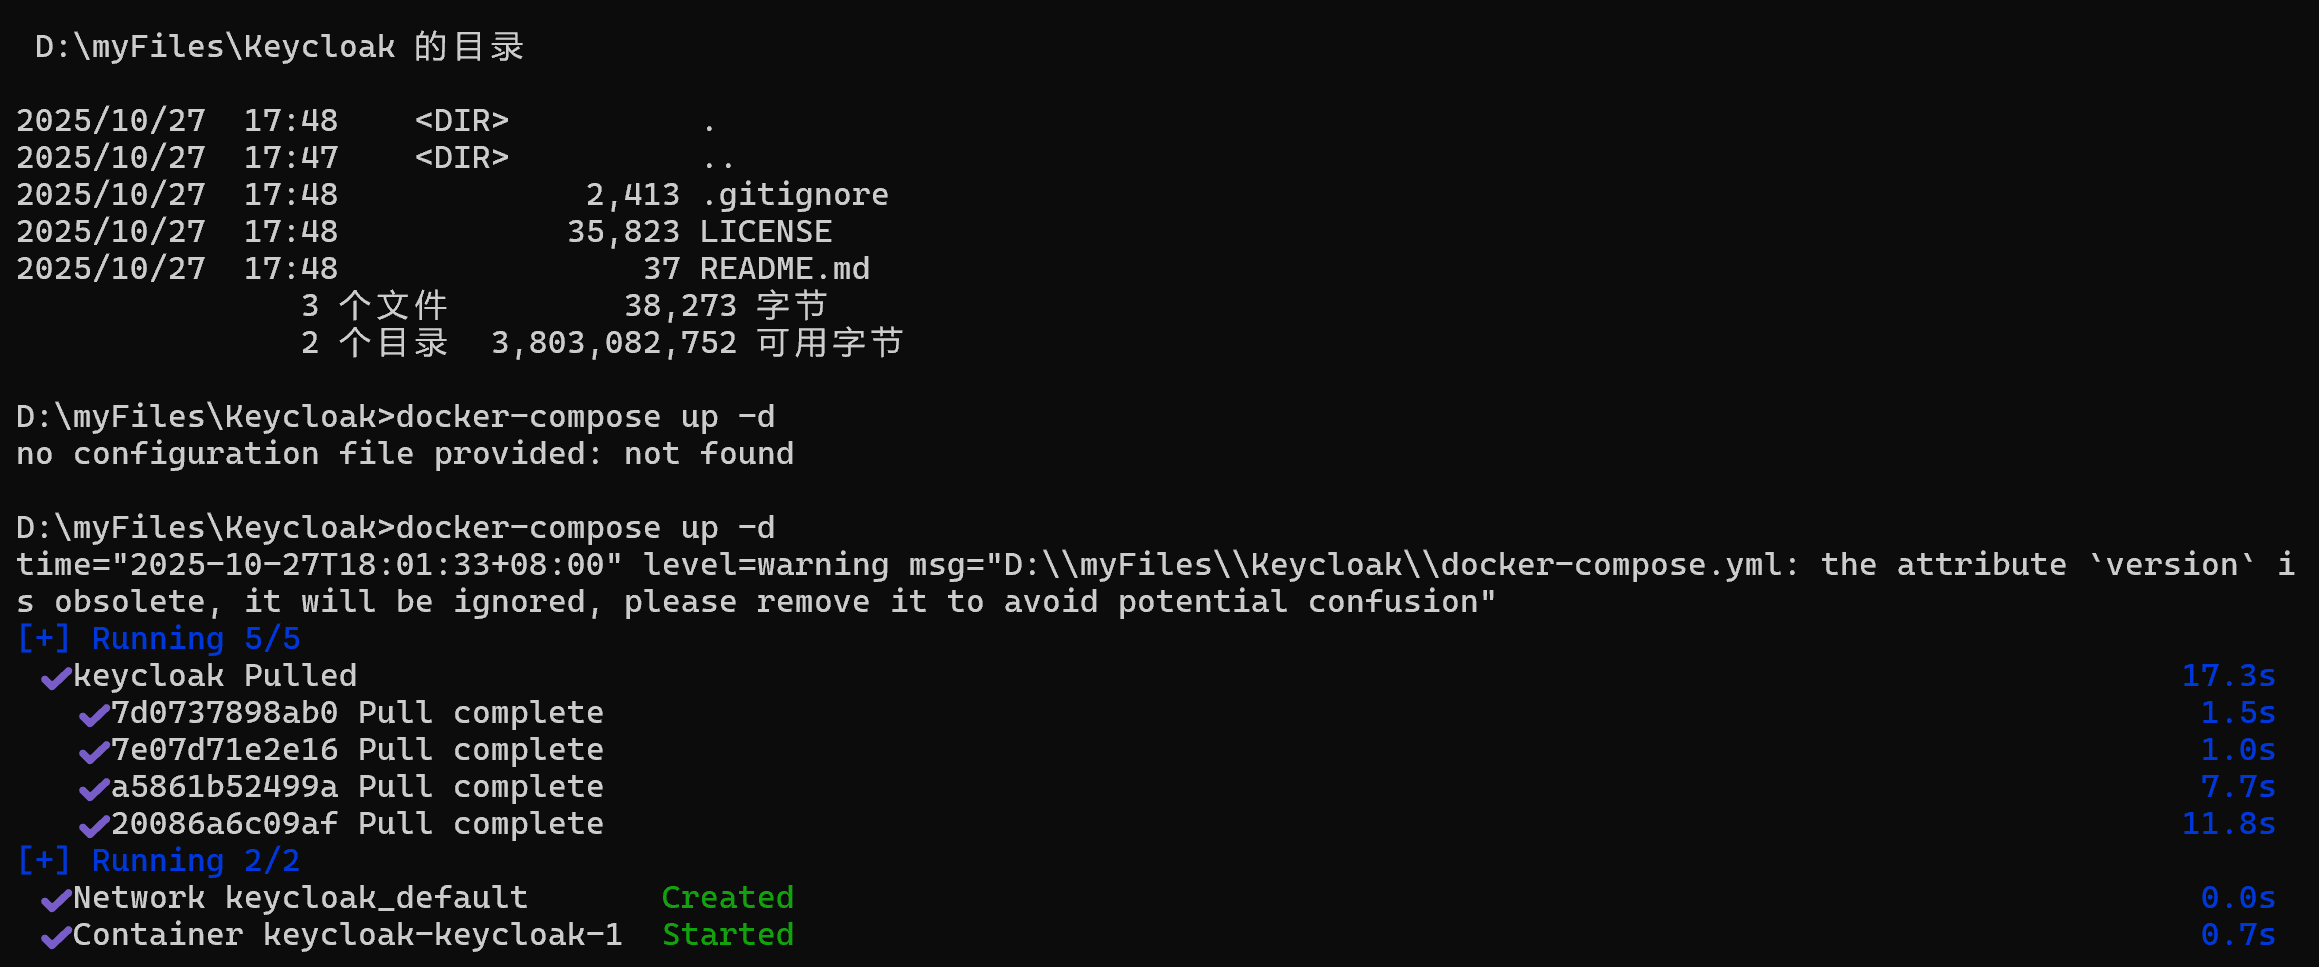 D:\myFiles\Keycloak 的目录
2025/10/27  17:48    <DIR>          .
2025/10/27  17:47    <DIR>          ..
2025/10/27  17:48             2,413 .gitignore
2025/10/27  17:48            35,823 LICENSE
2025/10/27  17:48                37 README.md
3 个文件         38,273 字节
2 个目录  3,803,082,752 可用字节
D:\myFiles\Keycloak>docker-compose up -d
no configuration file provided: not found
D:\myFiles\Keycloak>docker-compose up -d
time="2025-10-27T18:01:33+08:00" level=warning msg="D:\\myFiles\\Keycloak\\docker-compose.yml: the attribute `version` i
s obsolete, it will be ignored, please remove it to avoid potential confusion"
[+] Running 5/5
✔keycloak Pulled 17.3s
✔7d0737898ab0 Pull complete 1.5s
✔7e07d71e2e16 Pull complete 1.0s
✔a5861b52499a Pull complete 7.7s
✔20086a6c09af Pull complete 11.8s
[+] Running 2/2
✔Network keycloak_default       Created 0.0s
✔Container keycloak-keycloak-1  Started 0.7s